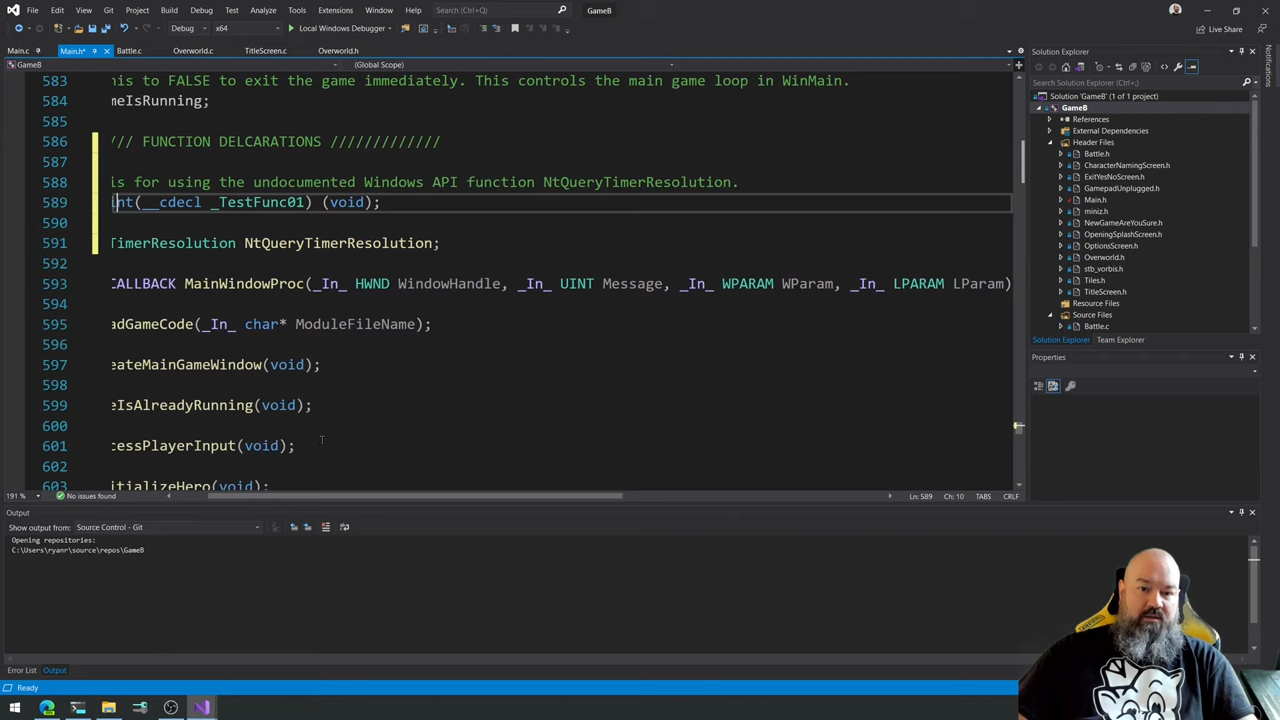 File Edit View Git Project Build Debug Test Analyze Tools Extensions Window Help Search (Ctrl+Q) GameB
Debug x64 Local Windows Debugger Live Share
Main.c Main.h* Battle.c Overworld.c TitleScreen.c Overworld.h
GameB (Global Scope)
583 his to FALSE to exit the game immediately. This controls the main game loop in WinMain.
584 meIsRunning;
585
586 /// FUNCTION DELCARATIONS /////////////
587
588 is for using the undocumented Windows API function NtQueryTimerResolution.
589 int(__cdecl _TestFunc01) (void);
590
591 TimerResolution NtQueryTimerResolution;
592
593 CALLBACK MainWindowProc(_In_ HWND WindowHandle, _In_ UINT Message, _In_ WPARAM WParam, _In_ LPARAM LParam)
594
595 adGameCode(_In_ char* ModuleFileName);
596
597 eateMainGameWindow(void);
598
599 eIsAlreadyRunning(void);
600
601 cessPlayerInput(void);
602
603 itializeHero(void);
191 % No issues found Ln: 589 Ch: 10 TABS CRLF
Output
Show output from: Source Control - Git
Opening repositories:
C:\Users\ryanr\source\repos\GameB
Error List Output
Ready
Solution Explorer
Search Solution Explorer (Ctrl+;)
Solution 'GameB' (1 of 1 project)
GameB
References
External Dependencies
Header Files
Battle.h
CharacterNamingScreen.h
ExitYesNoScreen.h
GamepadUnplugged.h
Main.h
miniz.h
NewGameAreYouSure.h
OpeningSplashScreen.h
OptionsScreen.h
Overworld.h
stb_vorbis.h
Tiles.h
TitleScreen.h
Resource Files
Source Files
Battle.c
Solution Explorer Team Explorer
Properties
Notifications